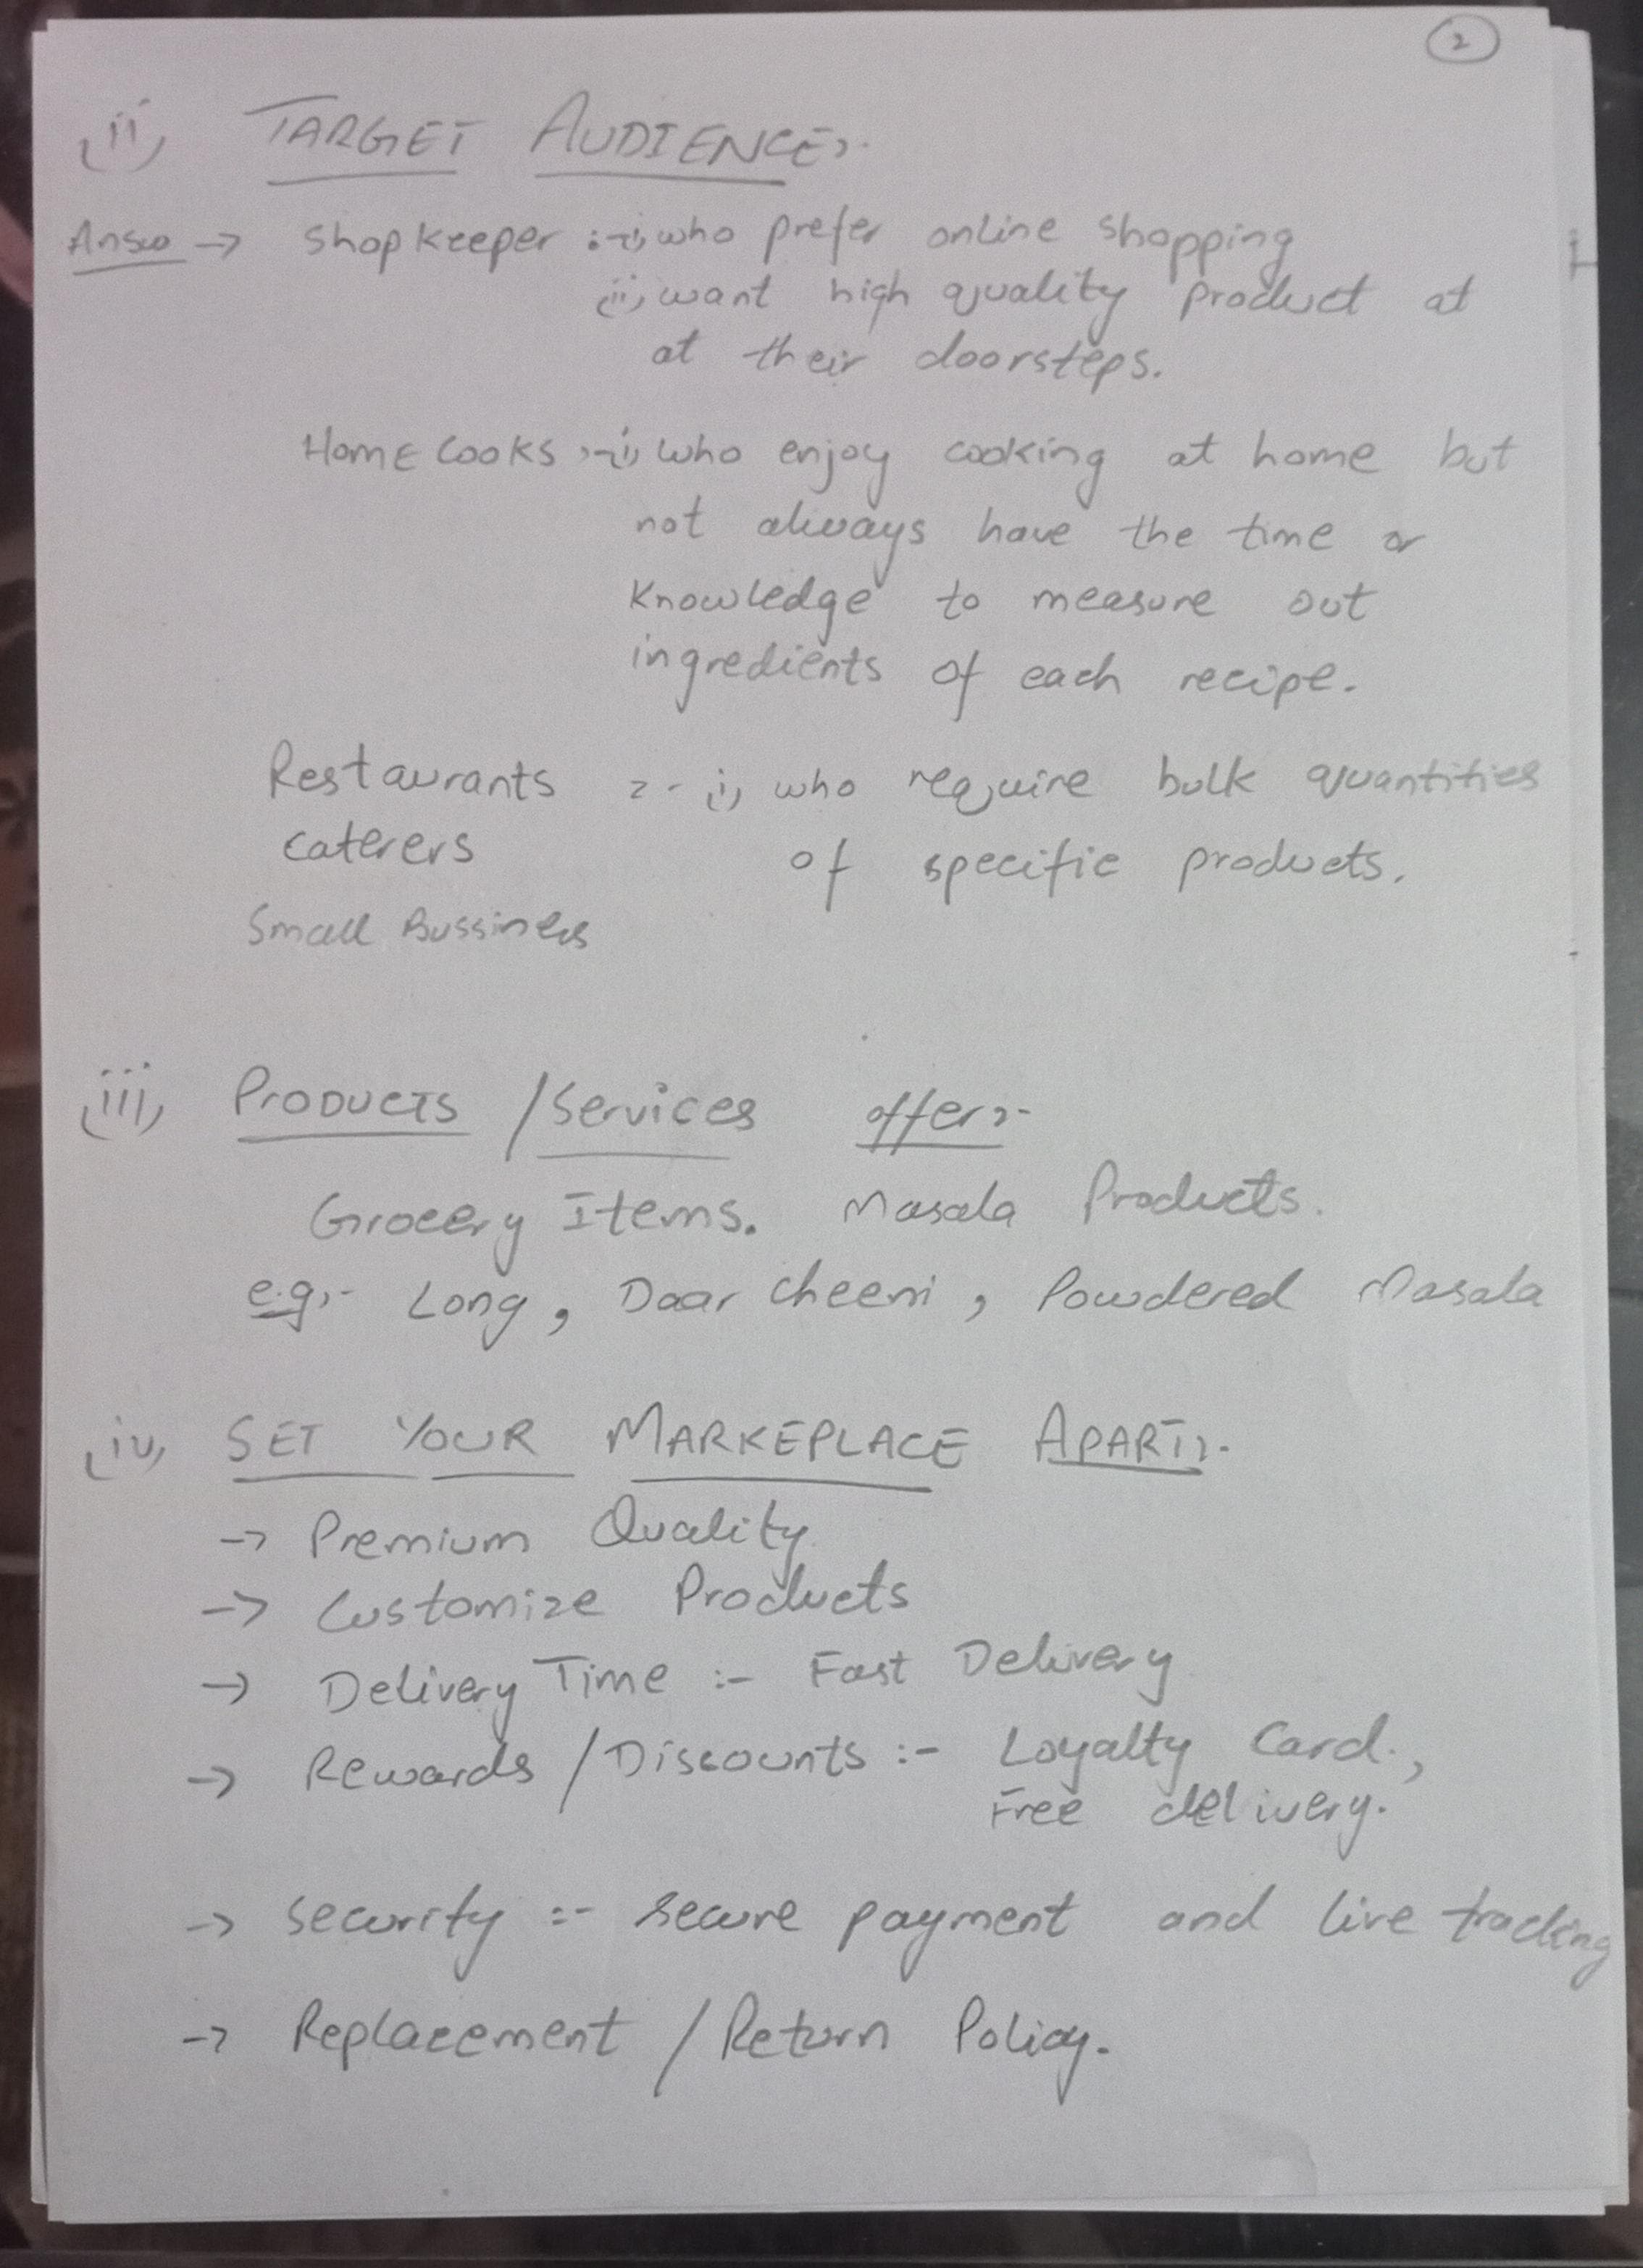 2
(ii) TARGET AUDIENCE:-
Answ → Shopkeeper :- (i) who prefer online shopping
(ii) want high quality product at
at their doorsteps.
Home Cooks :- (i) who enjoy cooking at home but
not always have the time or
knowledge to measure out
ingredients of each recipe.
Restaurants :- (i) who require bulk quantities
caterers of specific products.
Small Bussiness
(iii) PRODUCTS / Services offer:-
Grocery Items. Masala Products.
e.g:- Long, Daar cheeni, Powdered Masala
(iv) SET YOUR MARKEPLACE APART:-
→ Premium Quality
→ Customize Products
→ Delivery Time :- Fast Delivery
→ Rewards / Discounts :- Loyalty Card.,
Free delivery.
→ Security :- secure payment and live tracking
→ Replacement / Return Policy.